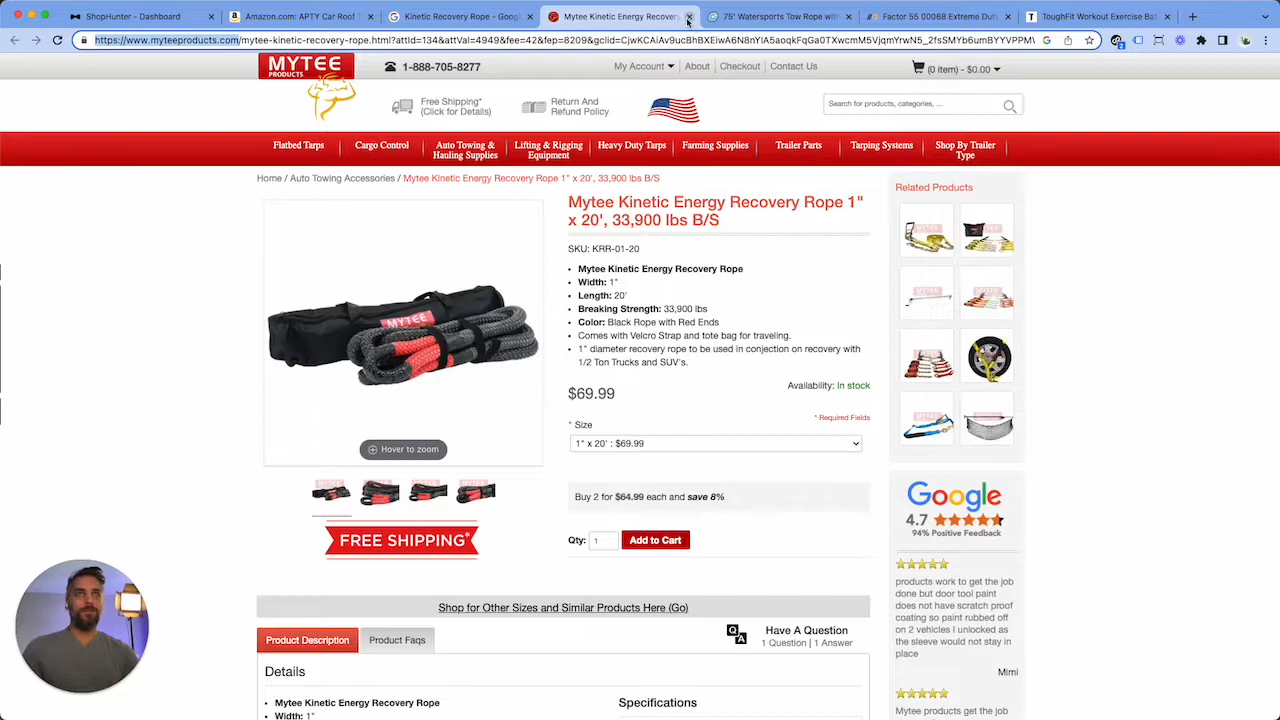 ShopHunter - Dashboard
Amazon.com: APTY Car Roof T
Kinetic Recovery Rope - Googl
Mytee Kinetic Energy Recovery
75' Watersports Tow Rope with
Factor 55 00068 Extreme Duty
ToughFit Workout Exercise Ba
https://www.myteeproducts.com/mytee-kinetic-recovery-rope.html?attId=134&attVal=4949&fee=42&fep=8209&gclid=
MYTEE
PRODUCTS
1-888-705-8277
My Account
About
Checkout
Contact Us
(0 item) - $0.00
Free Shipping*
(Click for Details)
Return And
Refund Policy
Search for products, categories, ...
Flatbed Tarps
Cargo Control
Auto Towing &
Hauling Supplies
Lifting & Rigging
Equipment
Heavy Duty Tarps
Farming Supplies
Trailer Parts
Tarping Systems
Shop By Trailer
Type
Home / Auto Towing Accessories / Mytee Kinetic Energy Recovery Rope 1" x 20', 33,900 lbs B/S
Mytee Kinetic Energy Recovery Rope 1"
x 20', 33,900 lbs B/S
SKU: KRR-01-20
• Mytee Kinetic Energy Recovery Rope
• Width: 1"
• Length: 20'
• Breaking Strength: 33,900 lbs
• Color: Black Rope with Red Ends
• Comes with Velcro Strap and tote bag for traveling.
• 1" diameter recovery rope to be used in conjection on recovery with
1/2 Ton Trucks and SUV's.
$69.99
Availability: In stock
* Required Fields
* Size
1" x 20' : $69.99
Buy 2 for $64.99 each and save 8%
Qty: 1
Add to Cart
MYTEE
Hover to zoom
FREE SHIPPING*
Shop for Other Sizes and Similar Products Here (Go)
Product Description
Product Faqs
Q
A
Have A Question
1 Question | 1 Answer
Details
• Mytee Kinetic Energy Recovery Rope
• Width: 1"
Specifications
Related Products
Google
4.7
94% Positive Feedback
products work to get the job
done but door tool paint
does not have scratch proof
coating so paint rubbed off
on 2 vehicles I unlocked as
the sleeve would not stay in
place
Mimi
Mytee products get the job